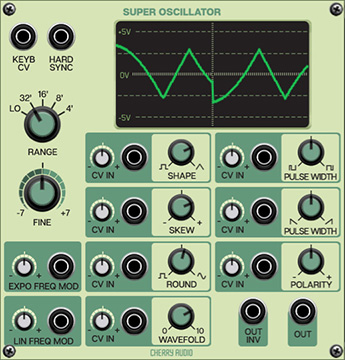 SUPER OSCILLATOR
KEYB CV
HARD SYNC
+5V
0V
-5V
LO 32' 16' 8' 4'
RANGE
-7 +7
FINE
- CV IN +
SHAPE
- CV IN +
PULSE WIDTH
- CV IN +
SKEW
- +
- CV IN +
PULSE WIDTH
EXPO FREQ MOD
- +
- CV IN +
ROUND
- CV IN +
POLARITY
- +
LIN FREQ MOD
- +
- CV IN +
0 10
WAVEFOLD
OUT INV
OUT
CHERRY AUDIO